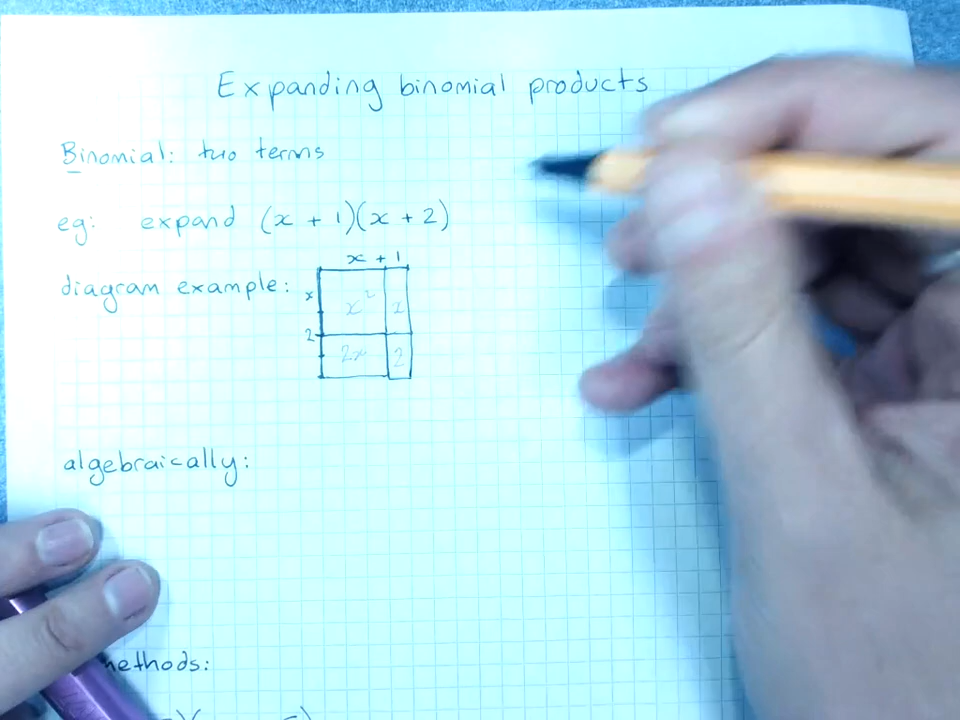 Expanding binomial products
Binomial: two terms
eg: expand (x + 1)(x + 2)
x + 1
diagram example:
x
x² x
2
2x 2
algebraically:
methods: